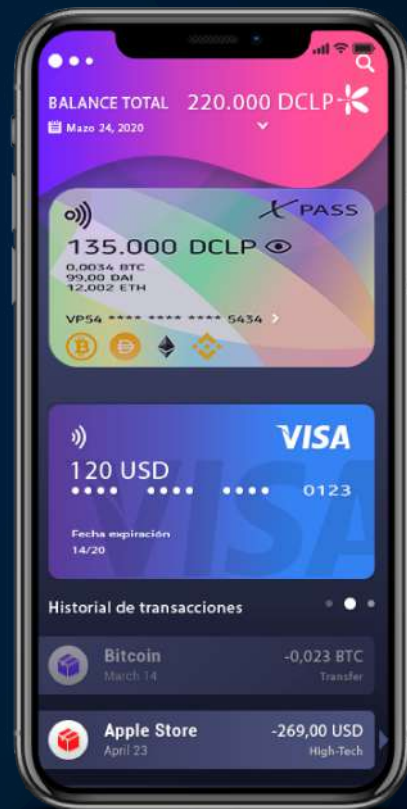 BALANCE TOTAL 220.000 DCLP
Mazo 24, 2020
X PASS
135.000 DCLP
0,0034 BTC
99,00 DAI
12,002 ETH
VP54 **** **** **** 5434 >
VISA
120 USD
•••• •••• •••• 0123
VISA
Fecha expiración
14/20
Historial de transacciones
Bitcoin -0,023 BTC
March 14 Transfer
Apple Store -269,00 USD
April 23 High-Tech